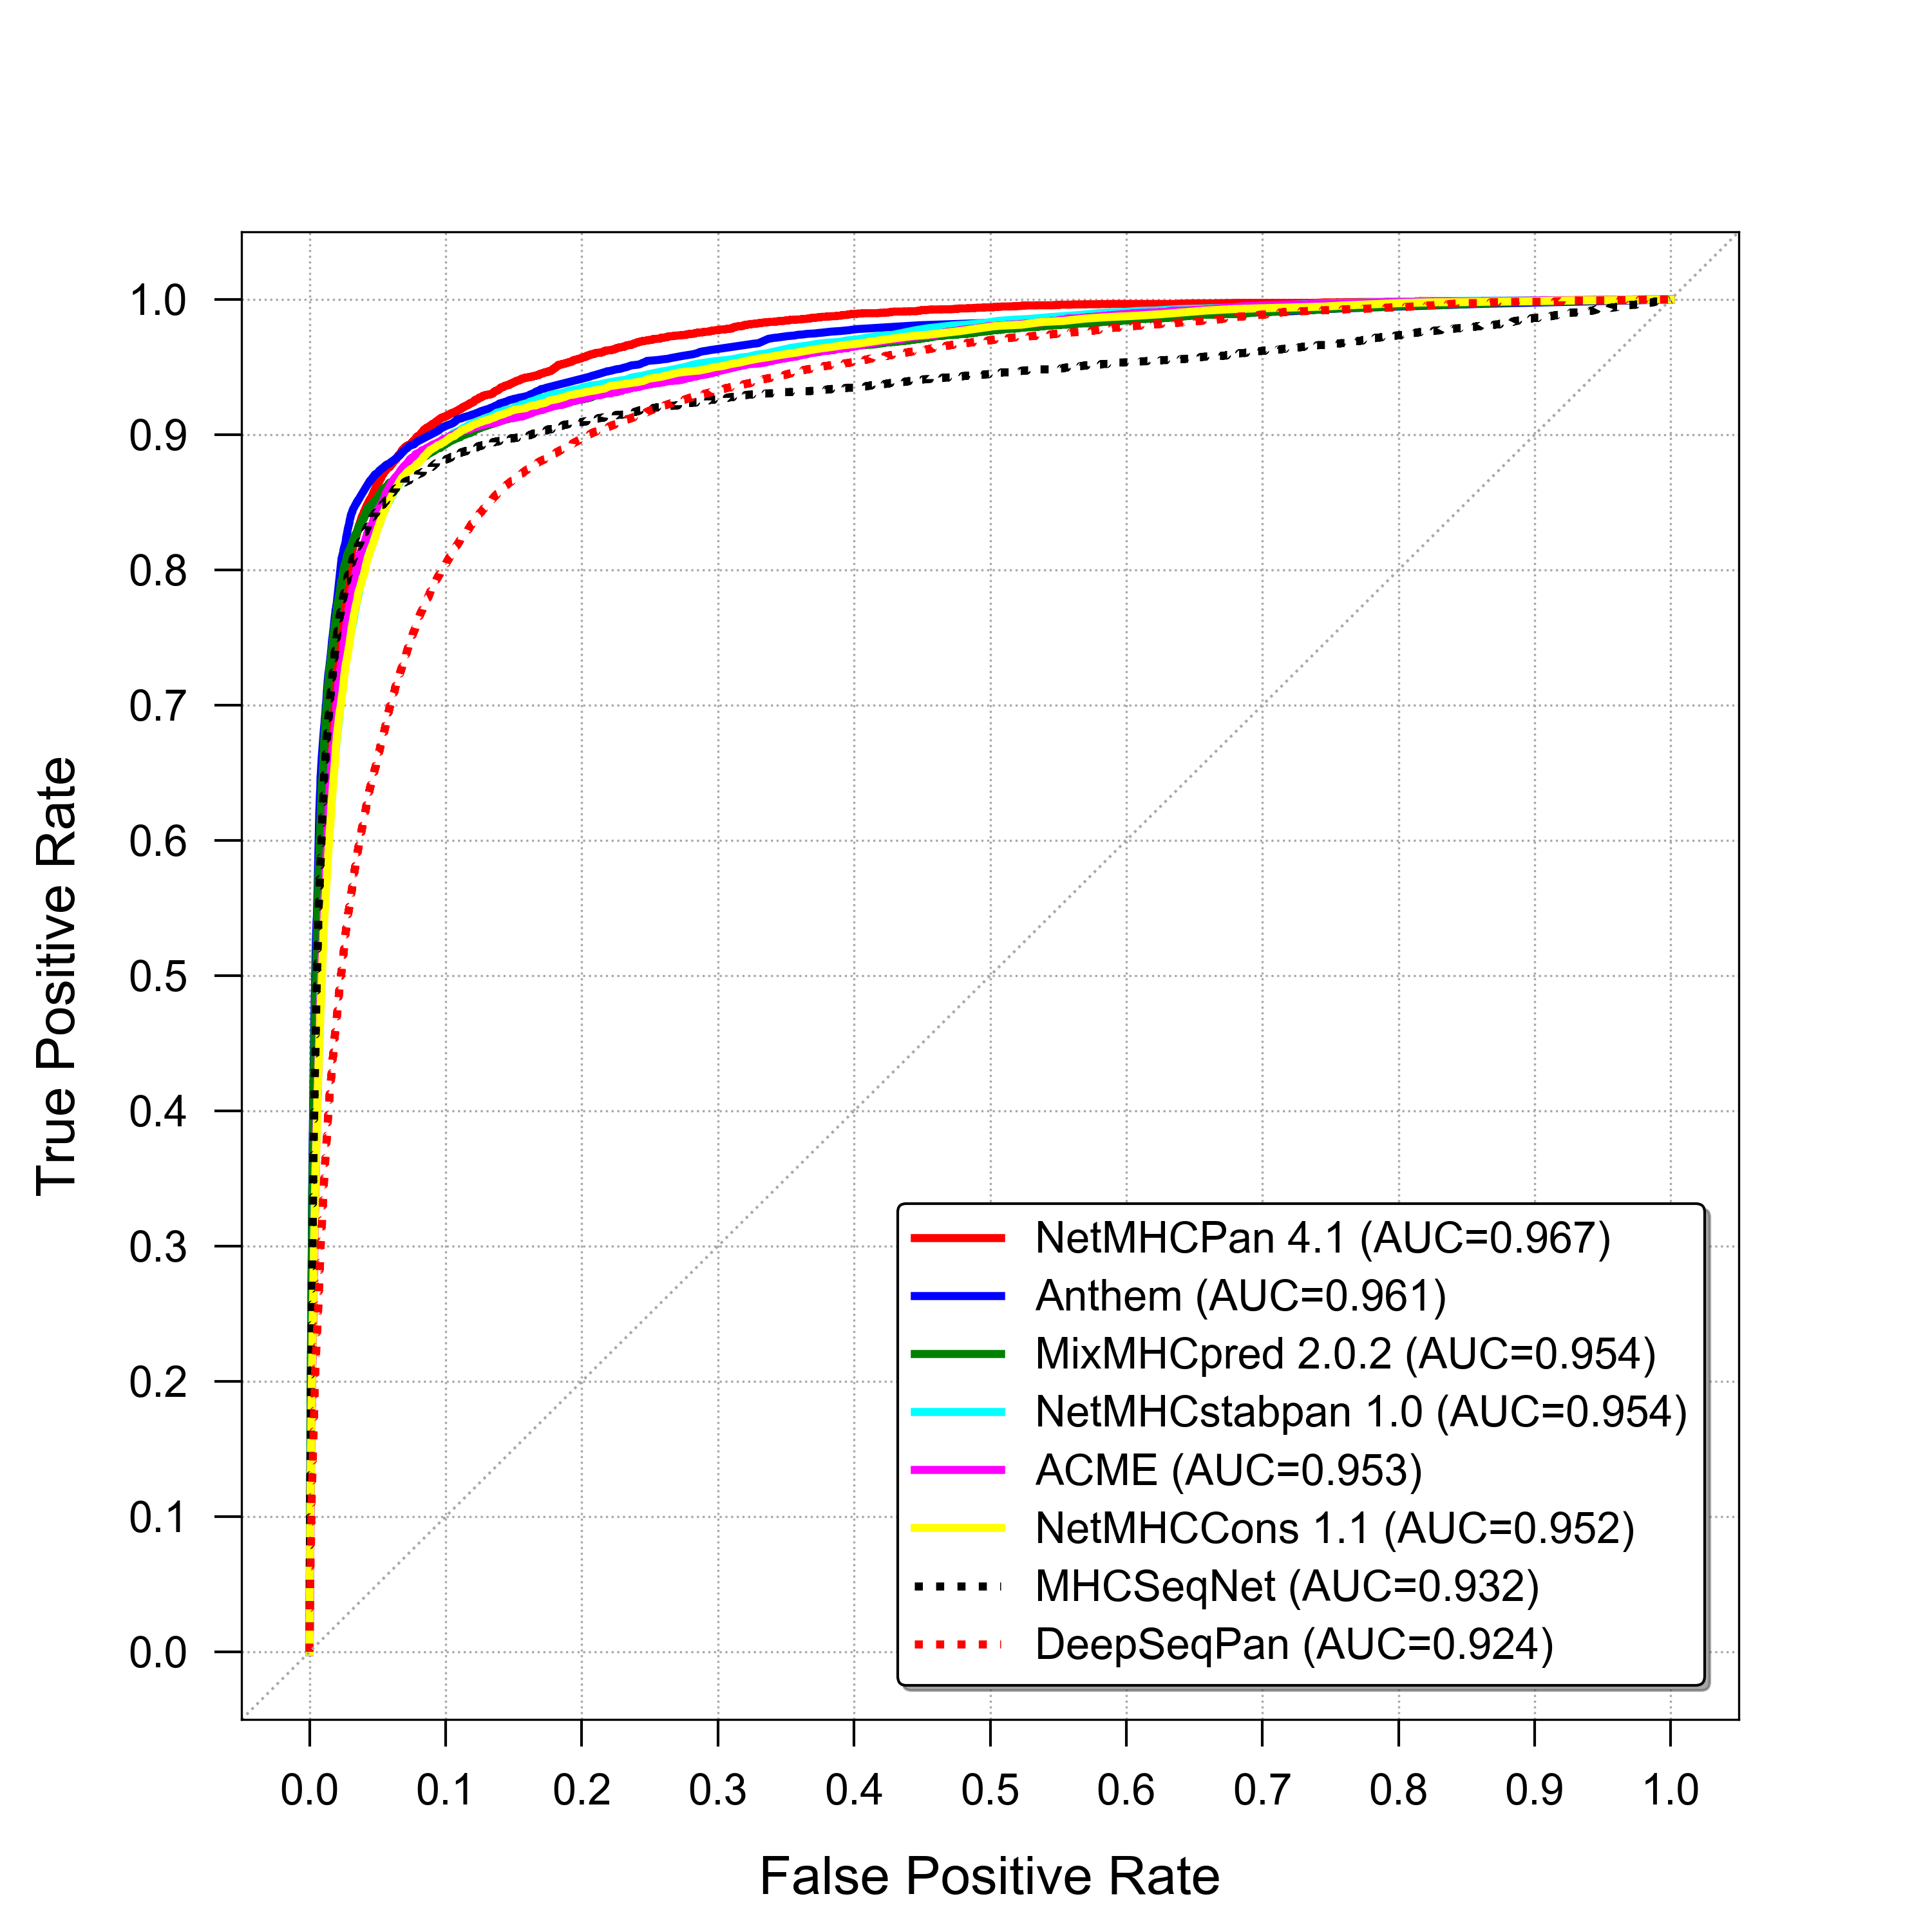 1.0
0.9
0.8
0.7
0.6
0.5
0.4
0.3
0.2
0.1
0.0
True Positive Rate
NetMHCPan 4.1 (AUC=0.967)
Anthem (AUC=0.961)
MixMHCpred 2.0.2 (AUC=0.954)
NetMHCstabpan 1.0 (AUC=0.954)
ACME (AUC=0.953)
NetMHCCons 1.1 (AUC=0.952)
MHCSeqNet (AUC=0.932)
DeepSeqPan (AUC=0.924)
0.0 0.1 0.2 0.3 0.4 0.5 0.6 0.7 0.8 0.9 1.0
False Positive Rate